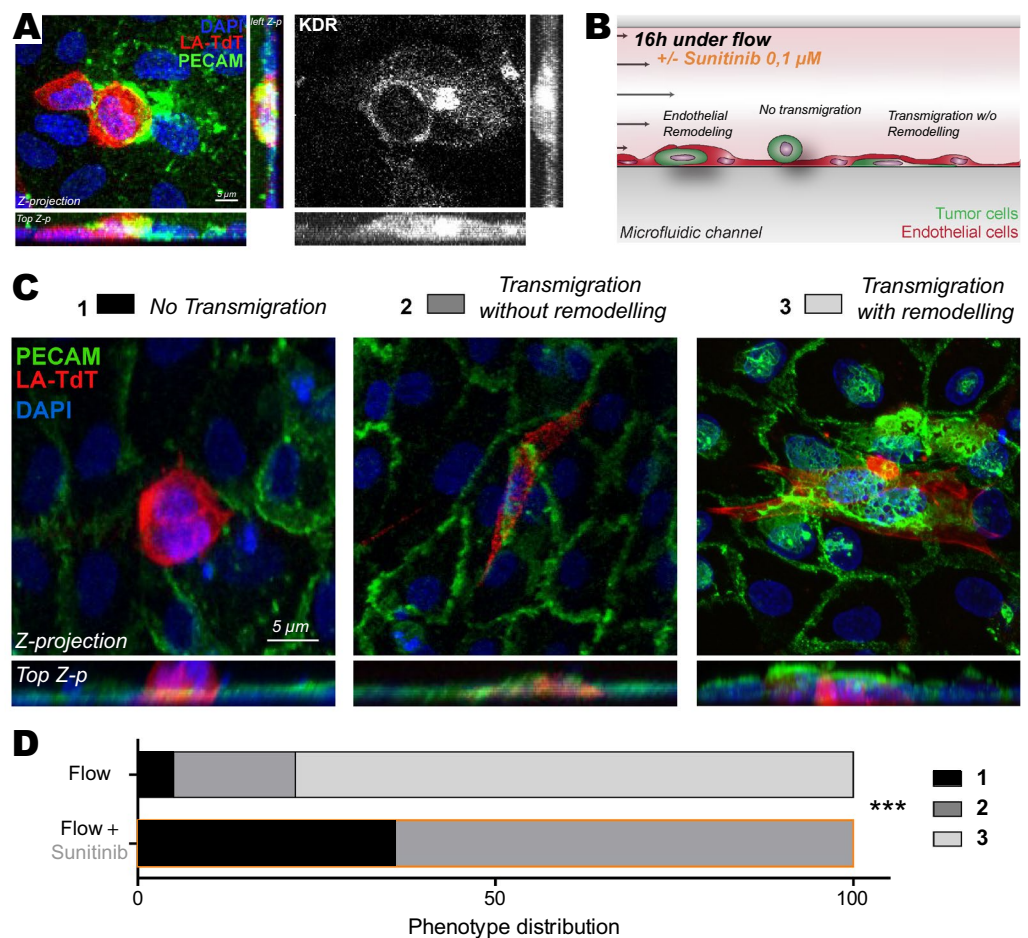 A
DAPI
LA-TdT
PECAM
left Z-p
Z-projection
5 µm
Top Z-p
KDR
B
16h under flow
+/- Sunitinib 0,1 µM
Endothelial
Remodeling
No transmigration
Transmigration w/o
Remodelling
Tumor cells
Microfluidic channel
Endothelial cells
C
1 No Transmigration
2 Transmigration
without remodelling
3 Transmigration
with remodelling
PECAM
LA-TdT
DAPI
Z-projection
5 µm
Top Z-p
D
Flow
Flow +
Sunitinib
***
1
2
3
0
50
100
Phenotype distribution